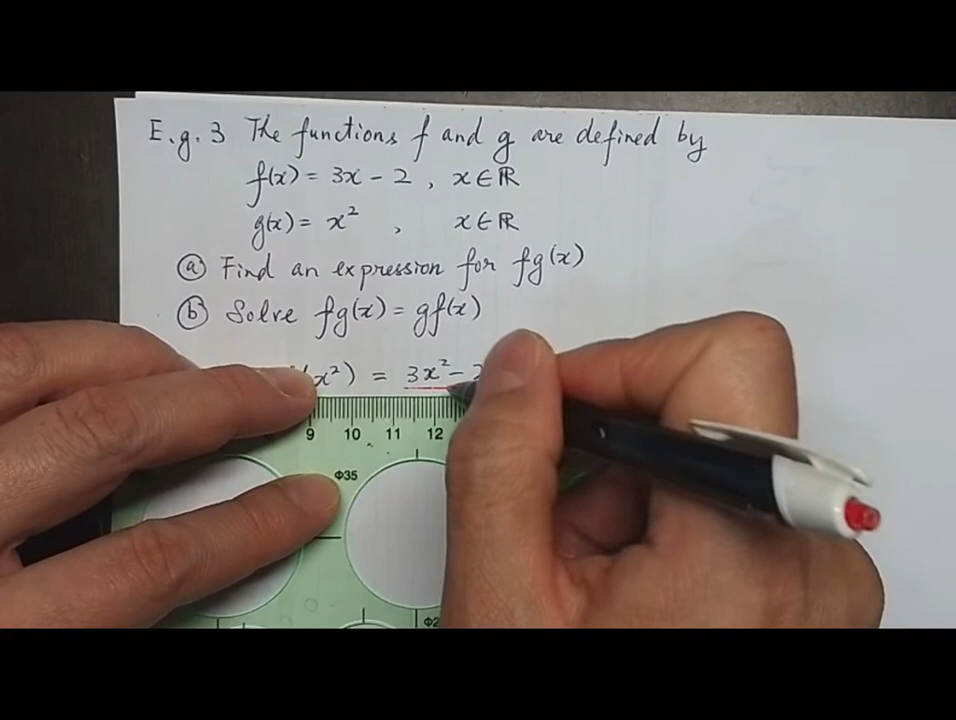 E.g. 3 The functions f and g are defined by
f(x) = 3x - 2 , x ∈ ℝ
g(x) = x² , x ∈ ℝ
ⓐ Find an expression for fg(x)
ⓑ Solve fg(x) = gf(x)
(x²) = 3x² -
9 10 11 12
Φ35